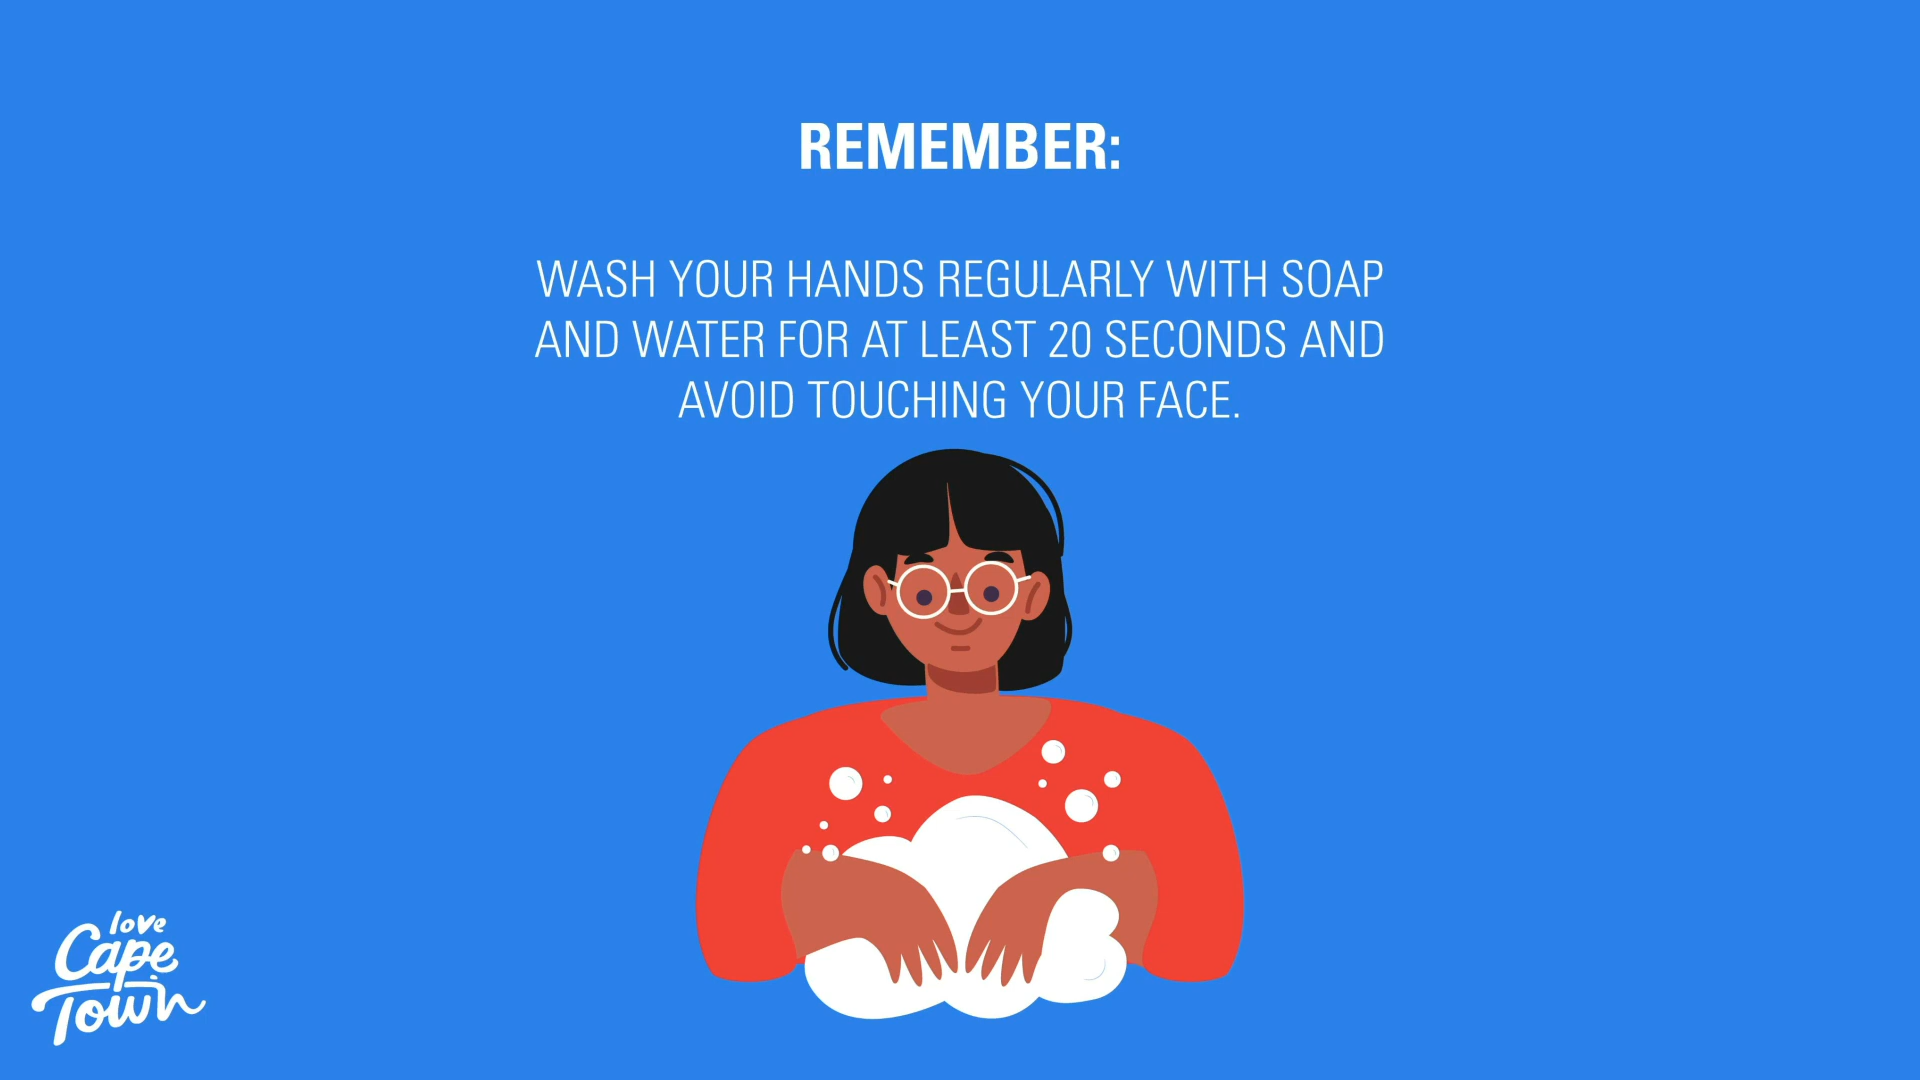 REMEMBER:
WASH YOUR HANDS REGULARLY WITH SOAP
AND WATER FOR AT LEAST 20 SECONDS AND
AVOID TOUCHING YOUR FACE.
love
Cape
Town